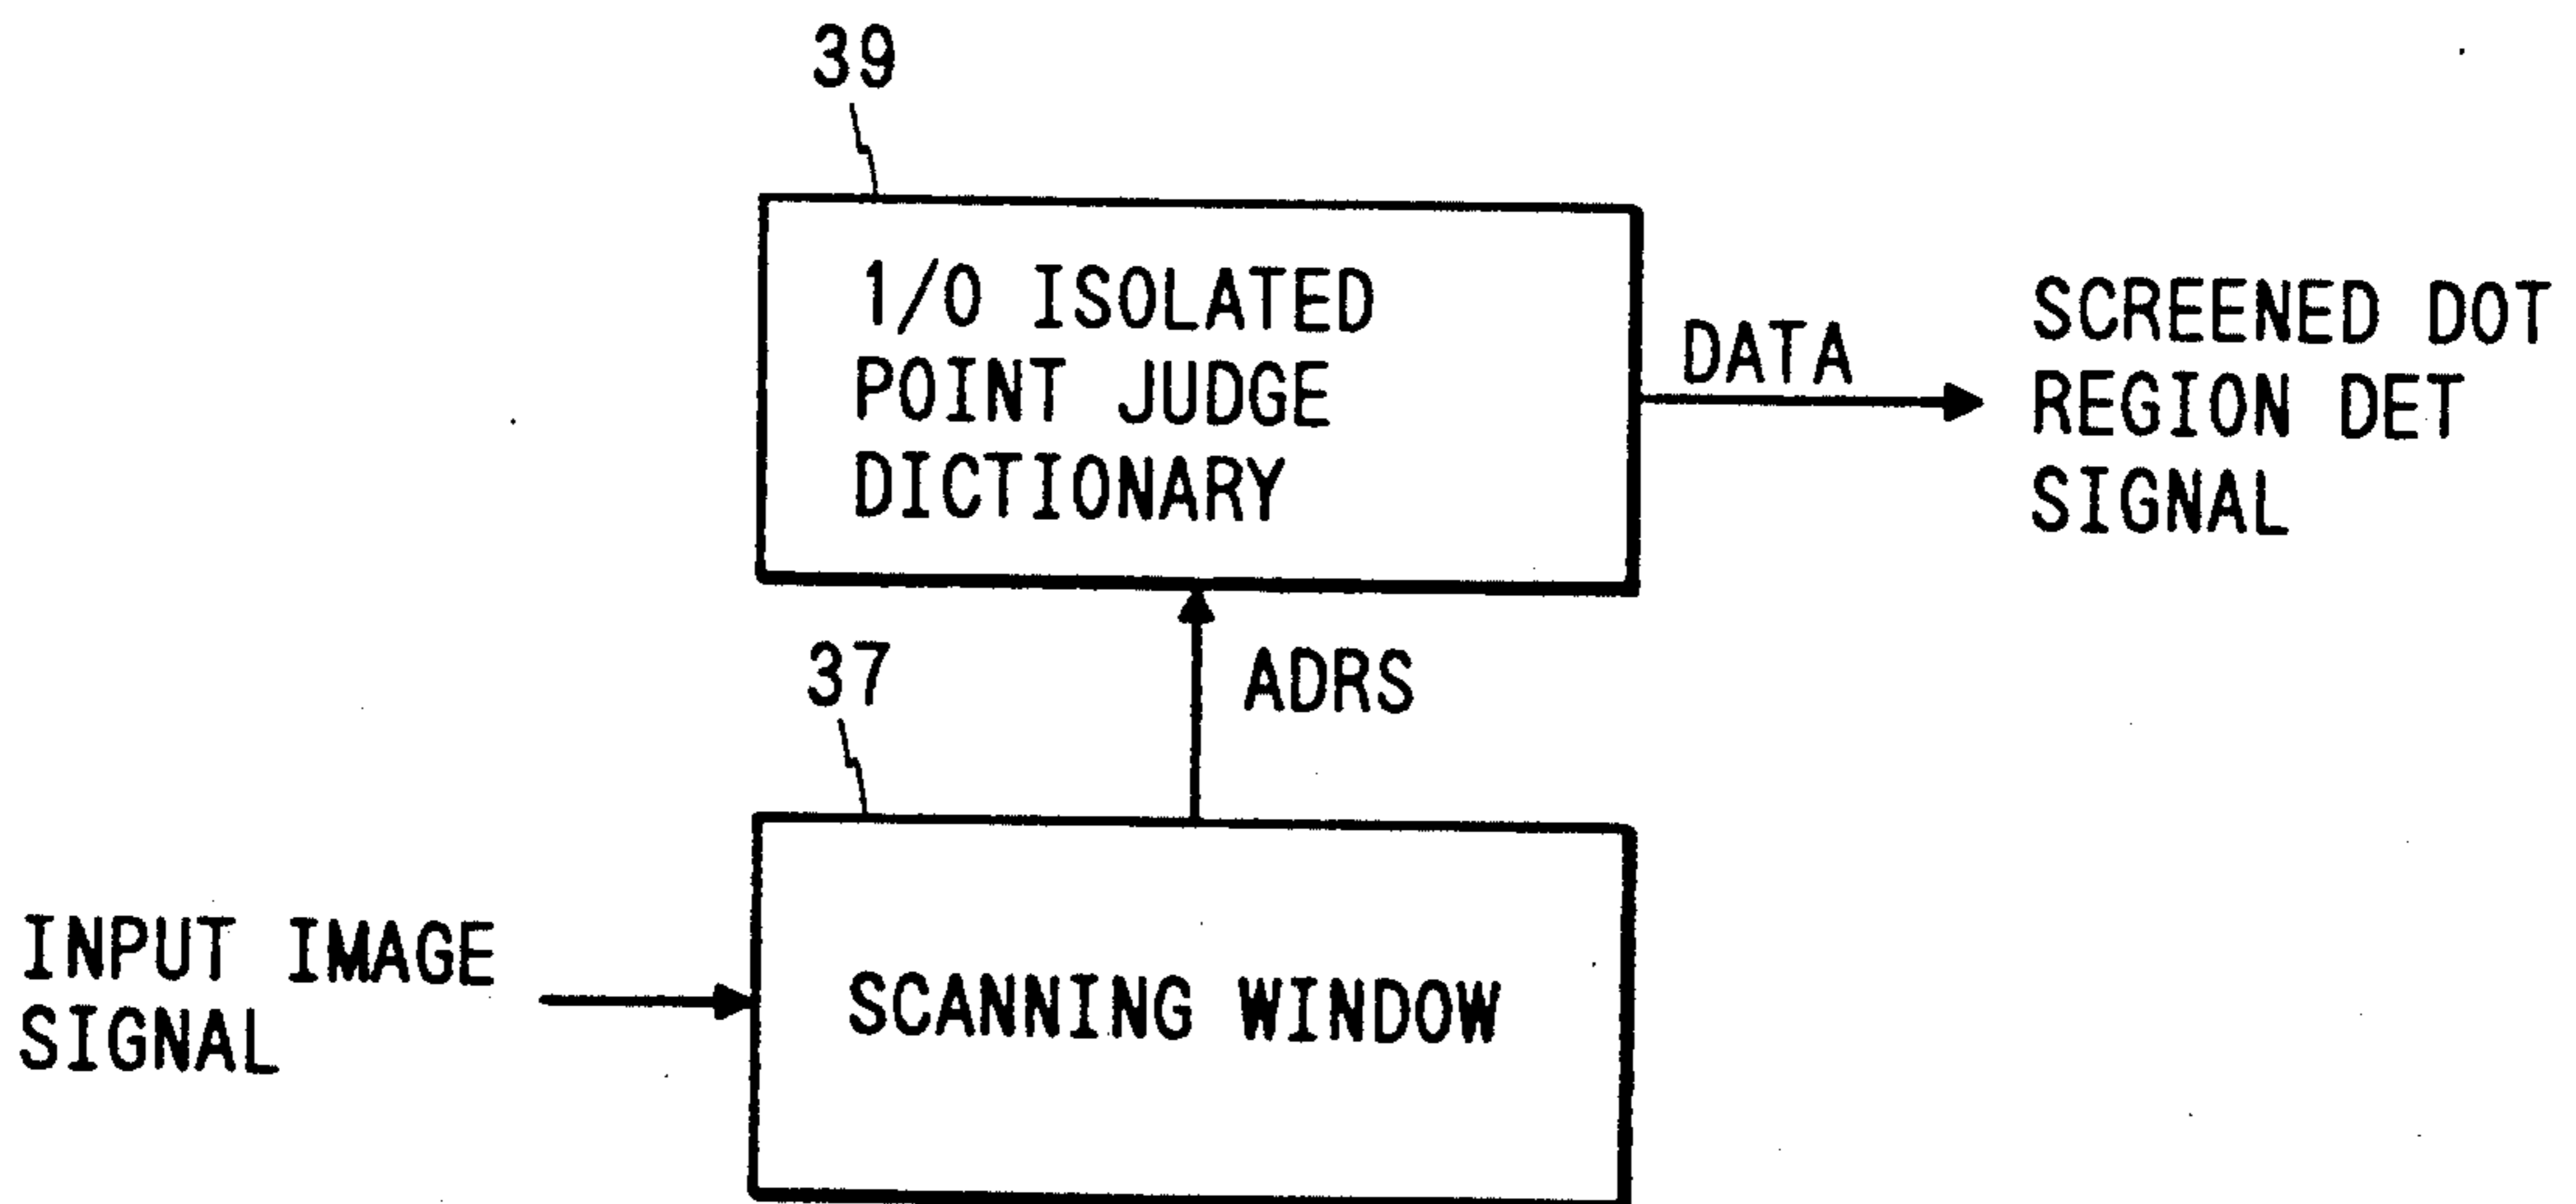 39
1/0 ISOLATED
POINT JUDGE
DICTIONARY
DATA
SCREENED DOT
REGION DET
SIGNAL
37
ADRS
INPUT IMAGE
SIGNAL
SCANNING WINDOW